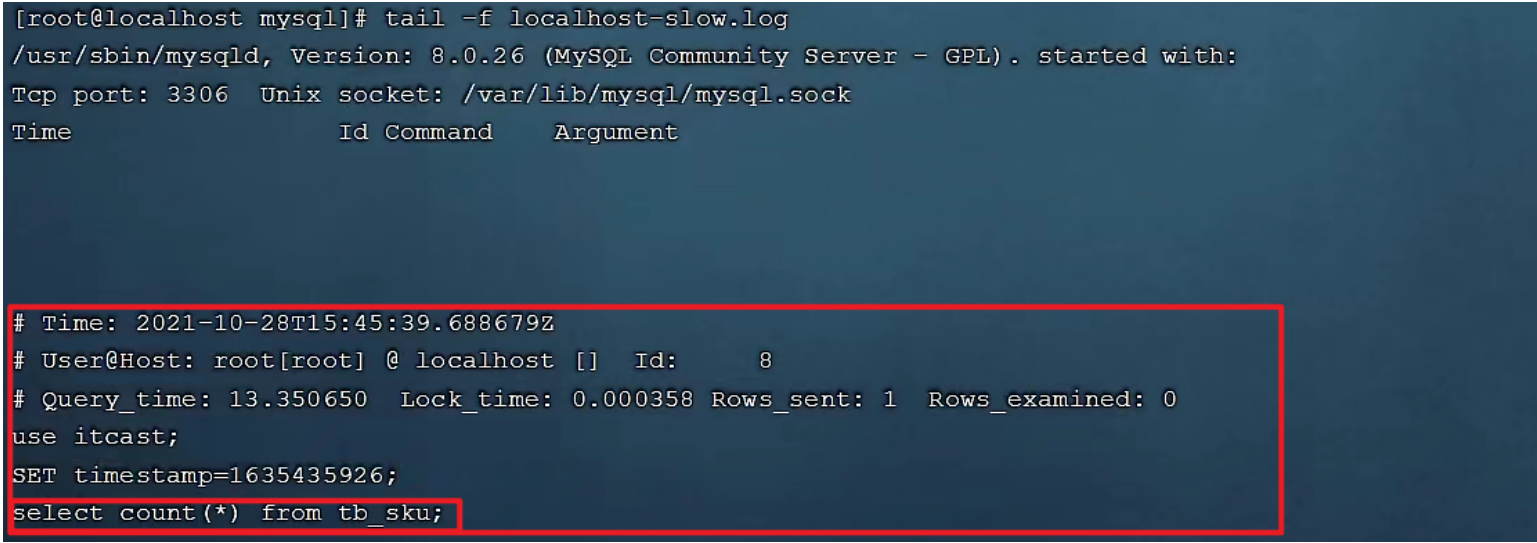 [root@localhost mysql]# tail -f localhost-slow.log
/usr/sbin/mysqld, Version: 8.0.26 (MySQL Community Server - GPL). started with:
Tcp port: 3306  Unix socket: /var/lib/mysql/mysql.sock
Time                 Id Command    Argument
# Time: 2021-10-28T15:45:39.688679Z
# User@Host: root[root] @ localhost []  Id:     8
# Query_time: 13.350650  Lock_time: 0.000358 Rows_sent: 1  Rows_examined: 0
use itcast;
SET timestamp=1635435926;
select count(*) from tb_sku;